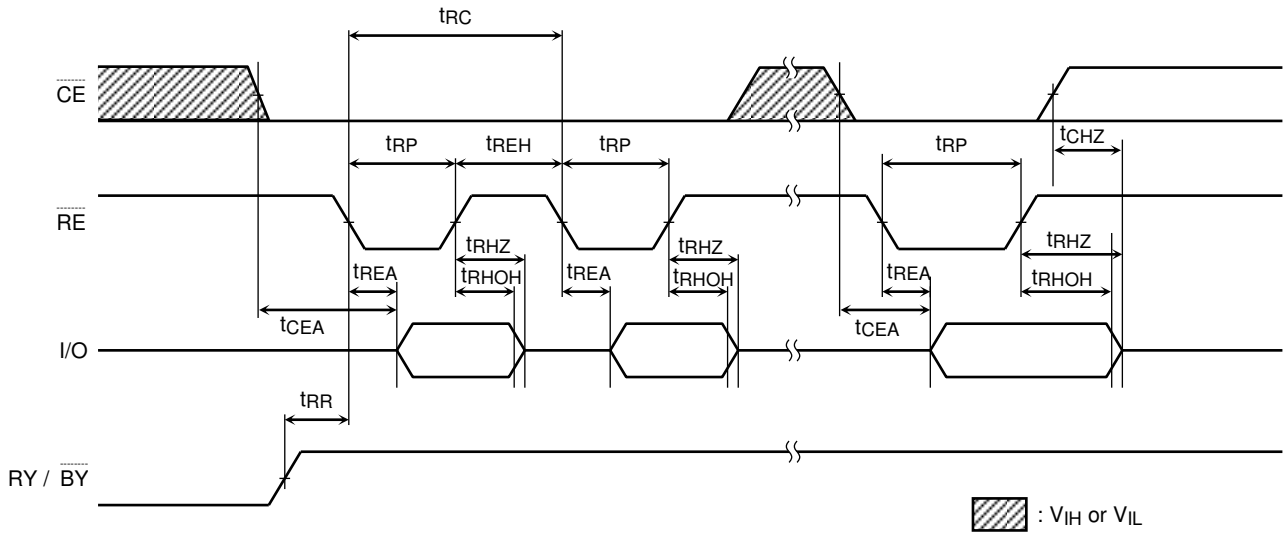 tRC
CE
tRP
tREH
tRP
tRP
tCHZ
RE
tREA
tRHZ
tRHOH
tREA
tRHZ
tRHOH
tREA
tRHZ
tRHOH
tCEA
tCEA
I/O
tRR
RY / BY
: VIH or VIL